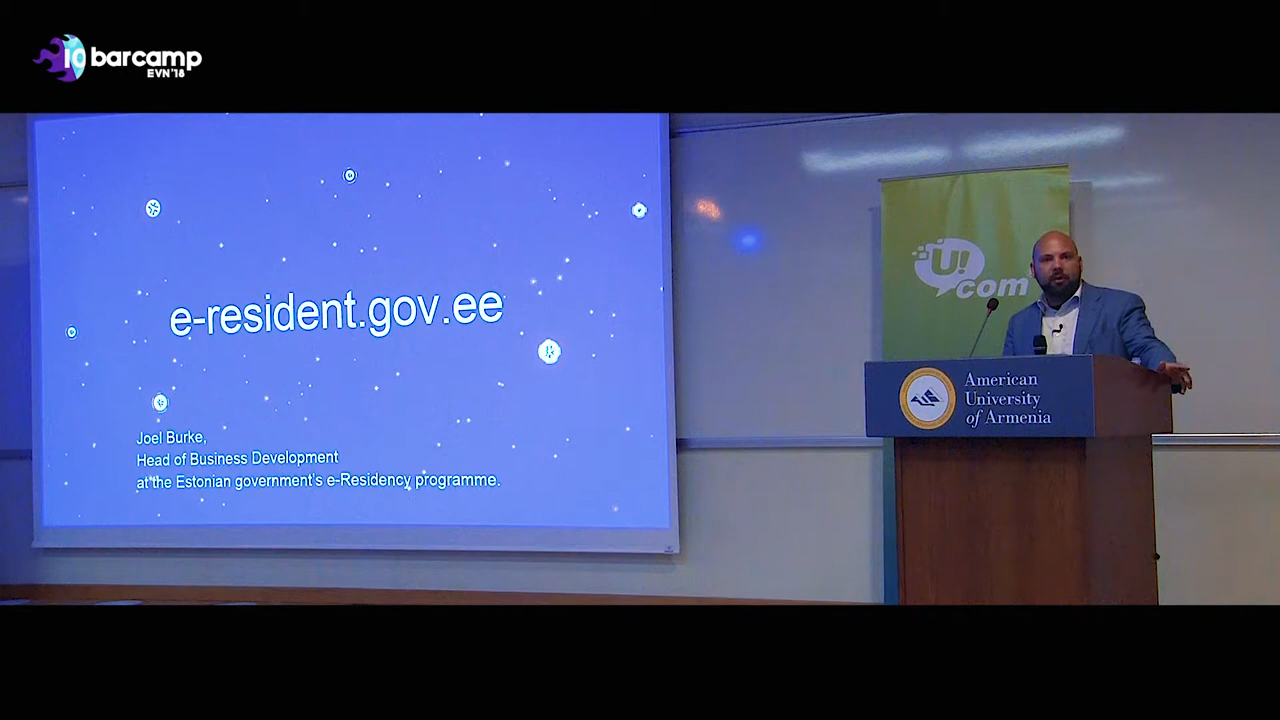 10 barcamp
EVN'18
e-resident.gov.ee
Joel Burke,
Head of Business Development
at the Estonian government's e-Residency programme.
U!
com
American
University
of Armenia